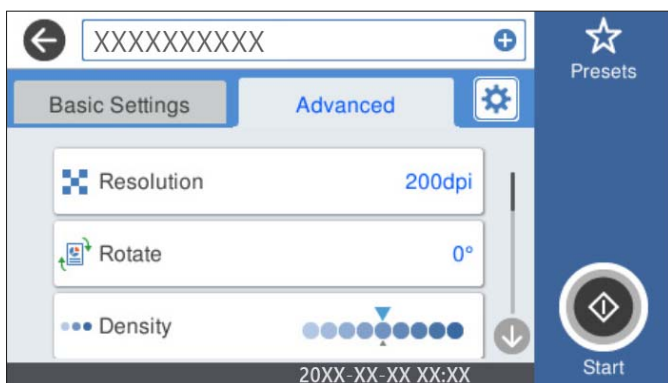 XXXXXXXXXX
Presets
Basic Settings
Advanced
Resolution 200dpi
Rotate 0°
Density
20XX-XX-XX XX:XX
Start